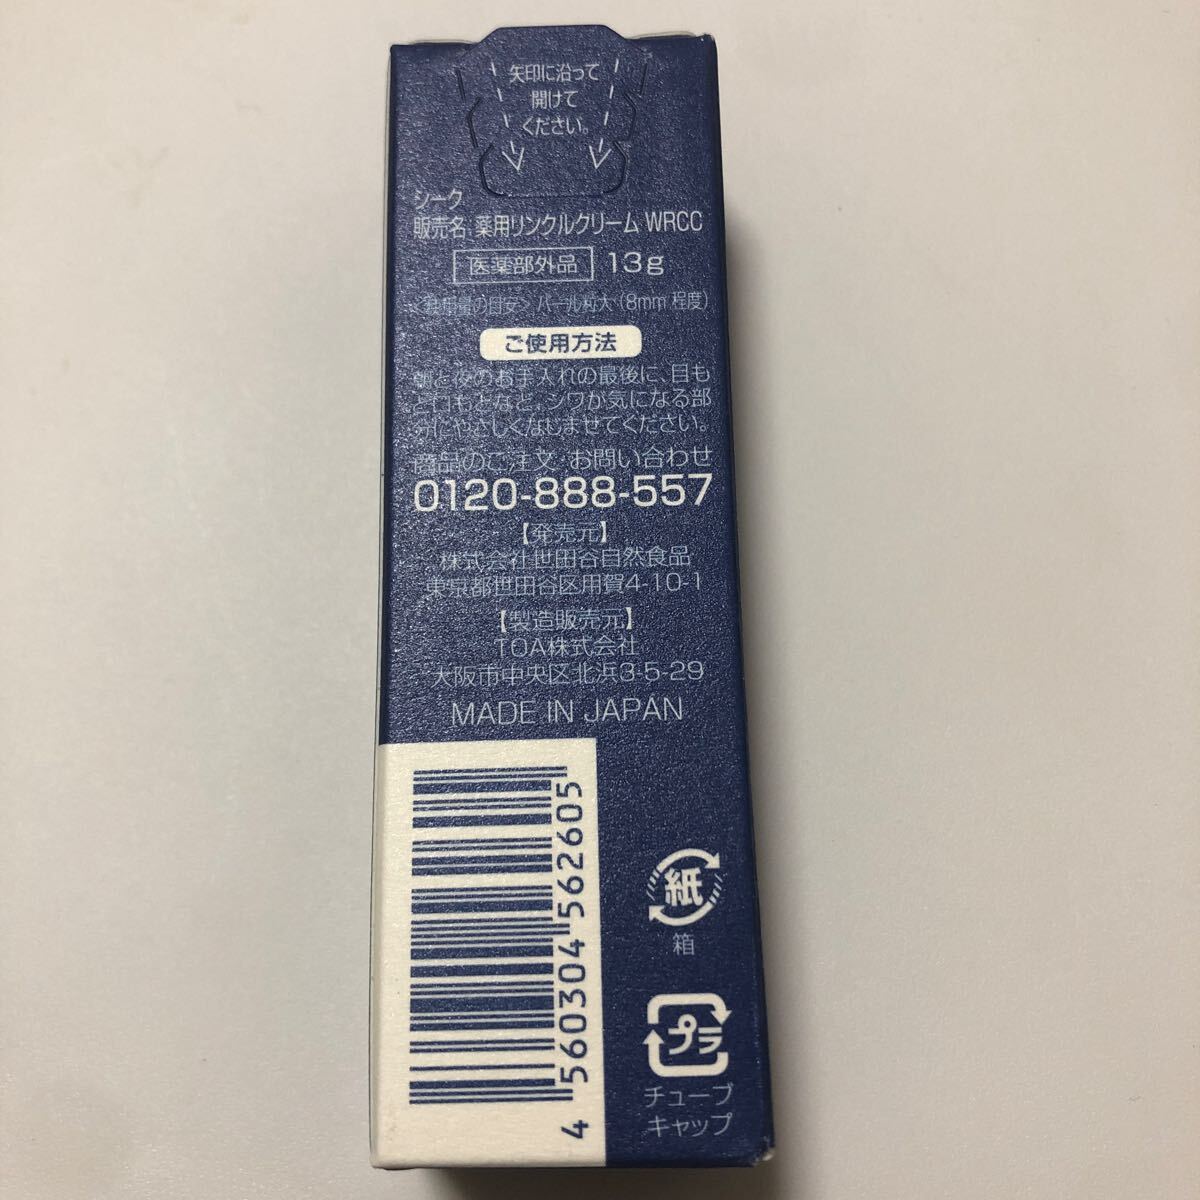 矢印に沿って
開けて
ください。
シーク
販売名:薬用リンクルクリーム WRCC
医薬部外品 13g
<使用量の目安> パール粒大(8mm 程度)
ご使用方法
朝と夜のお手入れの最後に、目も
と口もとなど、シワが気になる部
分にやさしくなじませてください。
商品のご注文・お問い合わせ
0120-888-557
【発売元】
株式会社世田谷自然食品
東京都世田谷区用賀4-10-1
【製造販売元】
TOA株式会社
大阪市中央区北浜3-5-29
MADE IN JAPAN
4 560304 562605
紙
箱
プラ
チューブ
キャップ